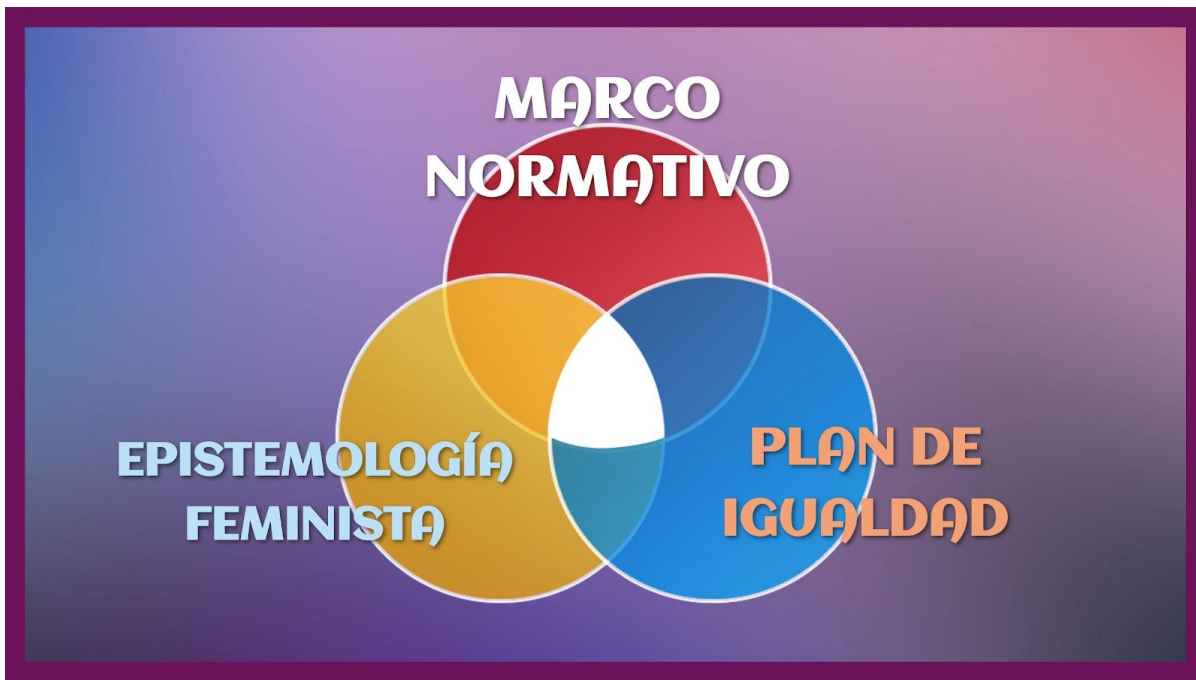 MARCO
NORMATIVO
EPISTEMOLOGÍA
FEMINISTA
PLAN DE
IGUALDAD